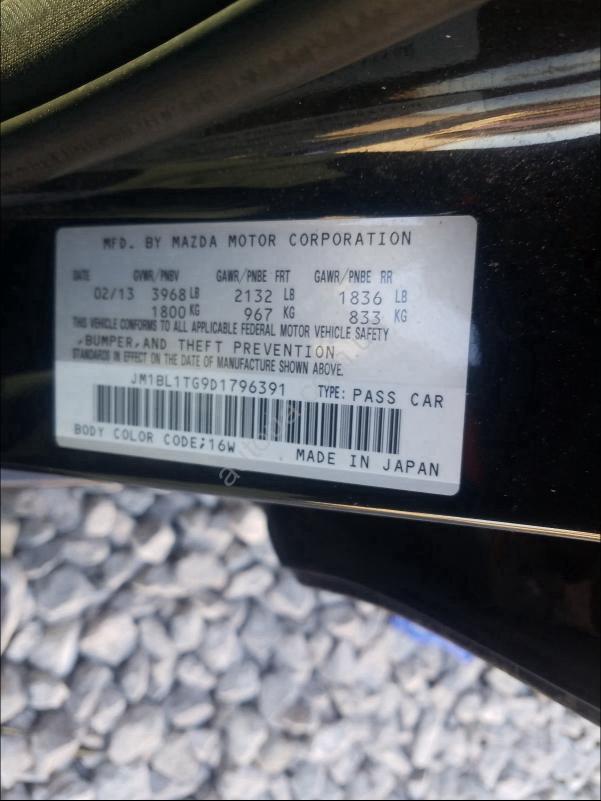 MFD. BY MAZDA MOTOR CORPORATION
DATE GVWR/PNBV GAWR/PNBE FRT GAWR/PNBE RR
02/13 3968 LB 2132 LB 1836 LB
1800 KG 967 KG 833 KG
THIS VEHICLE CONFORMS TO ALL APPLICABLE FEDERAL MOTOR VEHICLE SAFETY
,BUMPER,AND THEFT PREVENTION
STANDARDS IN EFFECT ON THE DATE OF MANUFACTURE SHOWN ABOVE.
JM1BL1TG9D1796391 TYPE: PASS CAR
BODY COLOR CODE;16W MADE IN JAPAN